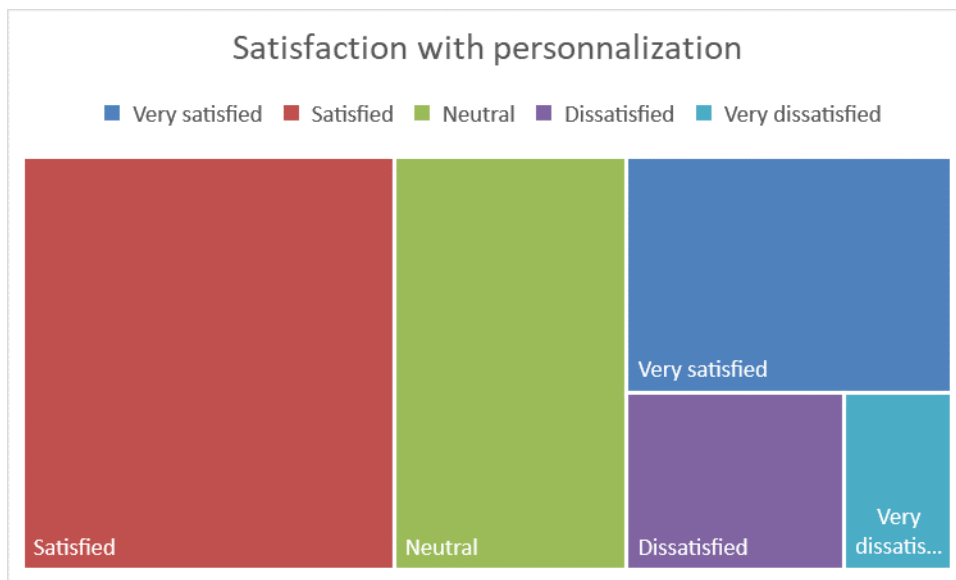 Satisfaction with personnalization
Very satisfied Satisfied Neutral Dissatisfied Very dissatisfied
Very satisfied
Satisfied
Neutral
Dissatisfied
Very
dissatis...